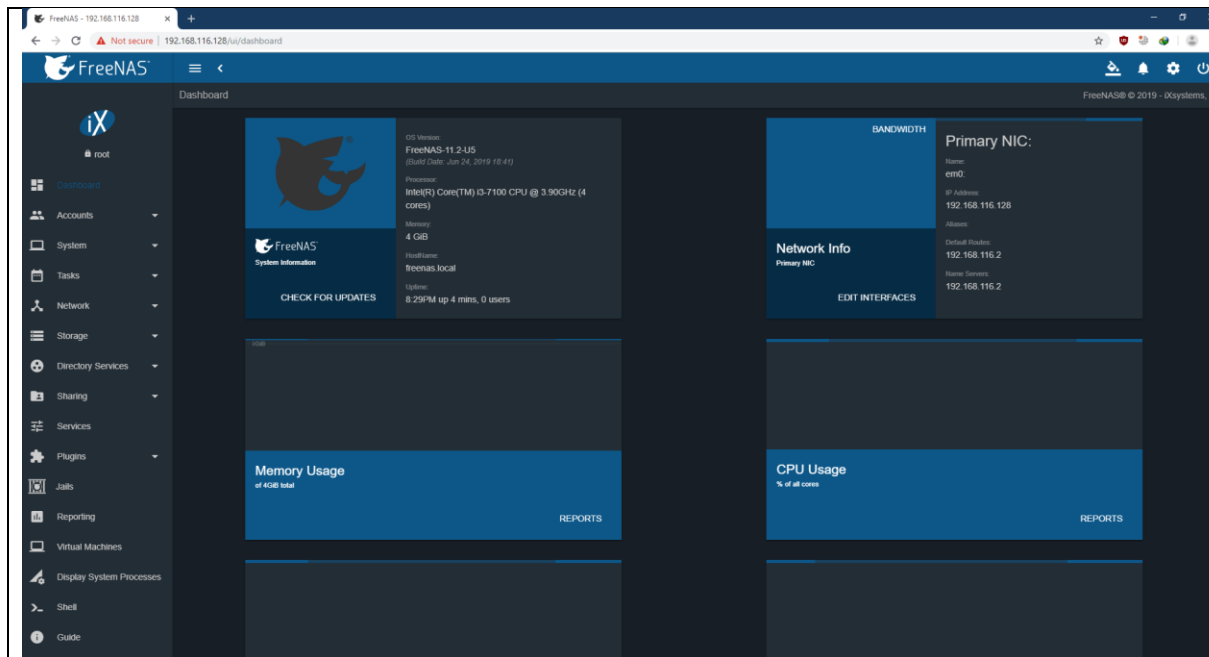 FreeNAS - 192.168.116.128
Not secure | 192.168.116.128/ui/dashboard
FreeNAS
Dashboard
FreeNAS® © 2019 - iXsystems,
iX
root
Dashboard
Accounts
System
Tasks
Network
Storage
Directory Services
Sharing
Services
Plugins
Jails
Reporting
Virtual Machines
Display System Processes
Shell
Guide
FreeNAS
System Information
CHECK FOR UPDATES
OS Version:
FreeNAS-11.2-U5
(Build Date: Jun 24, 2019 18:41)
Processor:
Intel(R) Core(TM) i3-7100 CPU @ 3.90GHz (4
cores)
Memory:
4 GiB
HostName:
freenas.local
Uptime:
8:29PM up 4 mins, 0 users
BANDWIDTH
Network Info
Primary NIC
EDIT INTERFACES
Primary NIC:
Name:
em0:
IP Address:
192.168.116.128
Aliases:
Default Routes:
192.168.116.2
Name Servers:
192.168.116.2
Memory Usage
of 4GiB total
REPORTS
CPU Usage
% of all cores
REPORTS